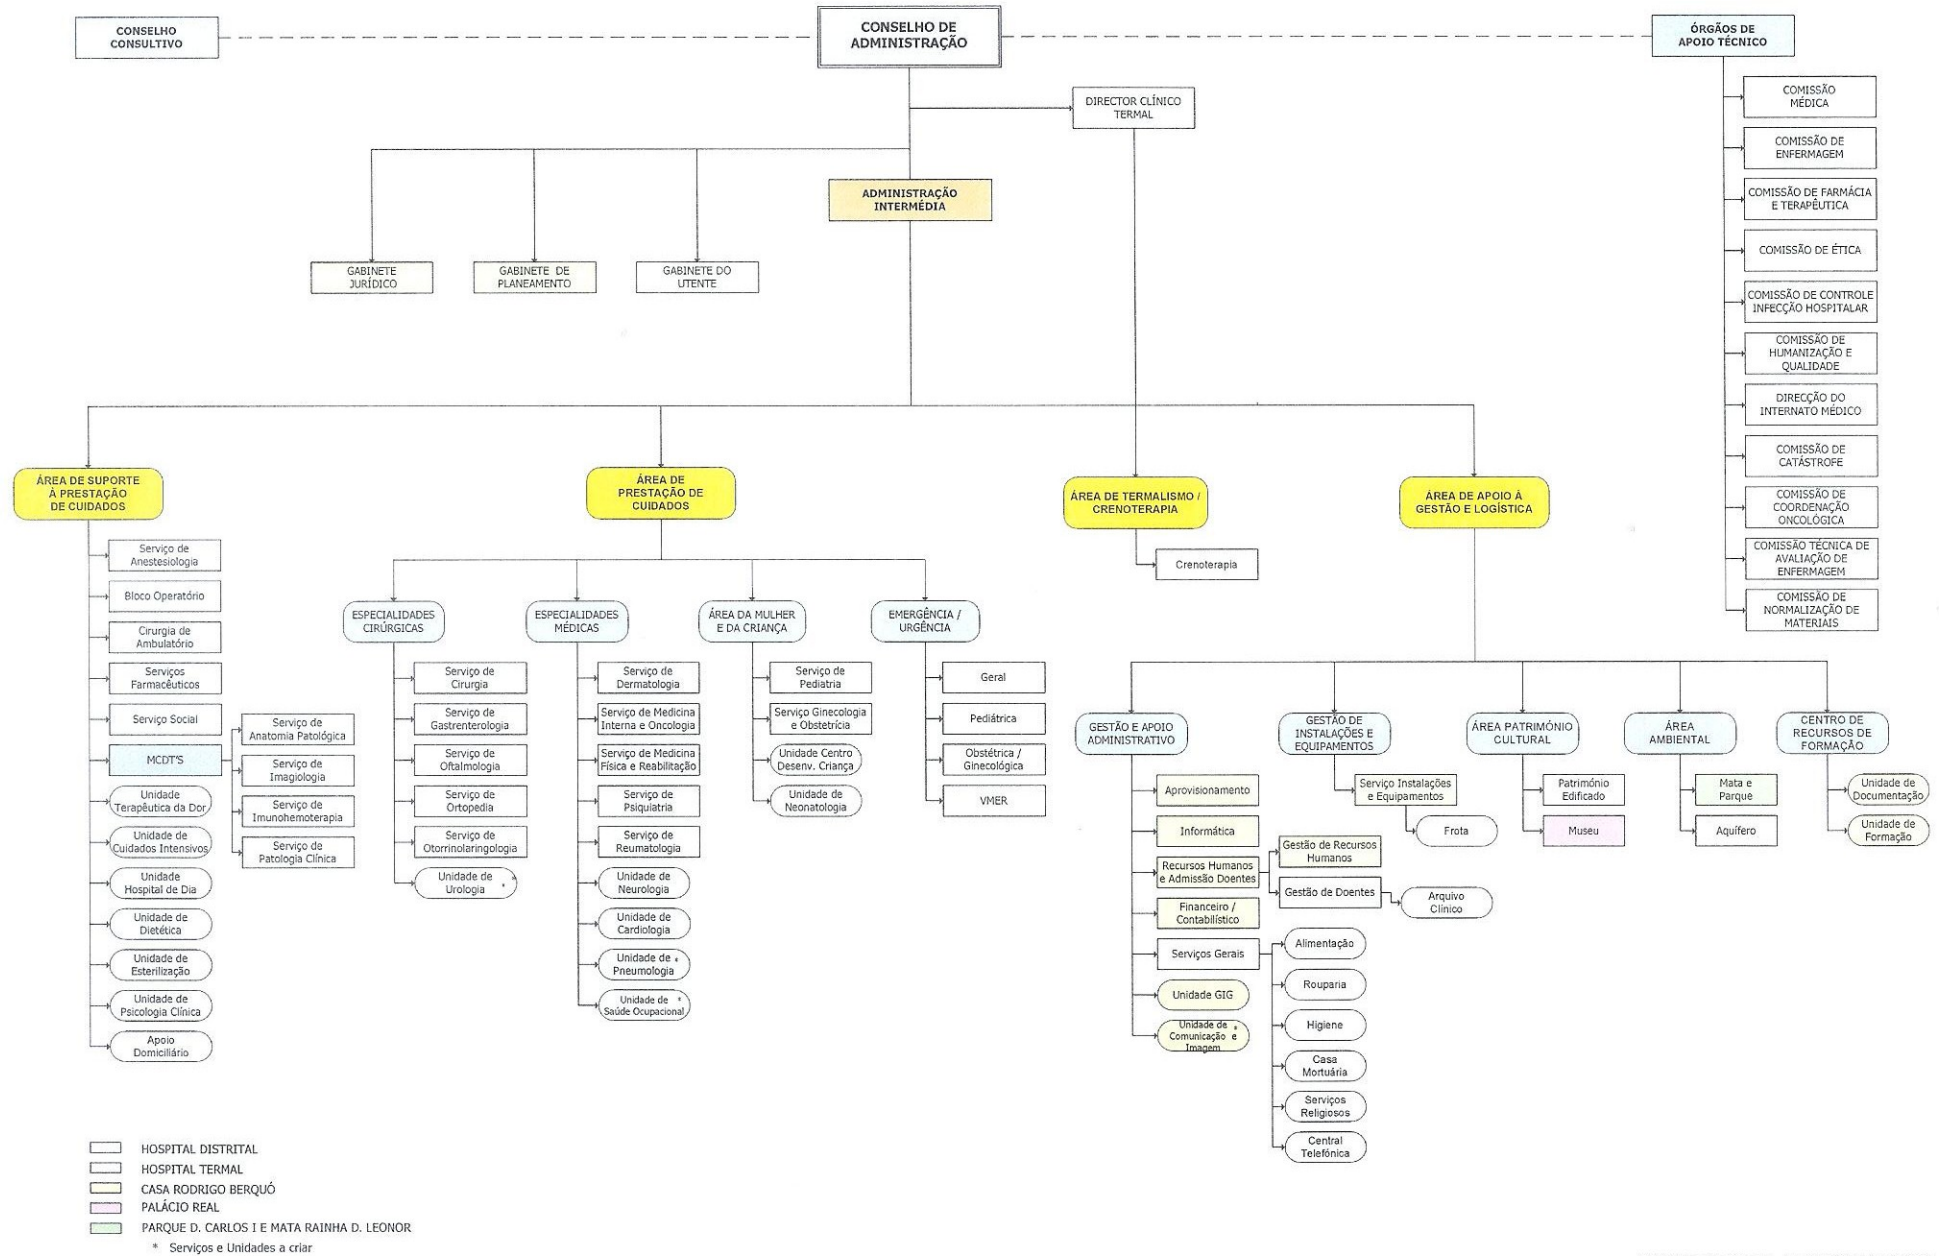 CONSELHO
CONSULTIVO
CONSELHO DE
ADMINISTRAÇÃO
ÓRGÃOS DE
APOIO TÉCNICO
DIRECTOR CLÍNICO
TERMAL
ADMINISTRAÇÃO
INTERMÉDIA
GABINETE
JURÍDICO
GABINETE DE
PLANEAMENTO
GABINETE DO
UTENTE
COMISSÃO
MÉDICA
COMISSÃO DE
ENFERMAGEM
COMISSÃO DE FARMÁCIA
E TERAPÊUTICA
COMISSÃO DE ÉTICA
COMISSÃO DE CONTROLE
INFECÇÃO HOSPITALAR
COMISSÃO DE
HUMANIZAÇÃO E
QUALIDADE
DIRECÇÃO DO
INTERNATO MÉDICO
COMISSÃO DE
CATÁSTROFE
COMISSÃO DE
COORDENAÇÃO
ONCOLÓGICA
COMISSÃO TÉCNICA DE
AVALIAÇÃO DE
ENFERMAGEM
COMISSÃO DE
NORMALIZAÇÃO DE
MATERIAIS
ÁREA DE SUPORTE
À PRESTAÇÃO
DE CUIDADOS
Serviço de
Anestesiologia
Bloco Operatório
Cirurgia de
Ambulatório
Serviços
Farmacêuticos
Serviço Social
MCDT'S
Serviço de
Anatomia Patológica
Serviço de
Imagiologia
Serviço de
Imunohemoterapia
Serviço de
Patologia Clínica
Unidade
Terapêutica da Dor
Unidade de
Cuidados Intensivos
Unidade
Hospital de Dia
Unidade de
Dietética
Unidade de
Esterilização
Unidade de
Psicologia Clínica
Apoio
Domiciliário
ÁREA DE
PRESTAÇÃO DE
CUIDADOS
ESPECIALIDADES
CIRÚRGICAS
Serviço de
Cirurgia
Serviço de
Gastrenterologia
Serviço de
Oftalmologia
Serviço de
Ortopedia
Serviço de
Otorrinolaringologia
Unidade de *
Urologia
ESPECIALIDADES
MÉDICAS
Serviço de
Dermatologia
Serviço de Medicina
Interna e Oncologia
Serviço de Medicina
Física e Reabilitação
Serviço de
Psiquiatria
Serviço de
Reumatologia
Unidade de
Neurologia
Unidade de
Cardiologia
Unidade de *
Pneumologia
Unidade de *
Saúde Ocupacional
ÁREA DA MULHER
E DA CRIANÇA
Serviço de
Pediatria
Serviço Ginecologia
e Obstetrícia
Unidade Centro
Desenv. Criança
Unidade de
Neonatologia
EMERGÊNCIA /
URGÊNCIA
Geral
Pediátrica
Obstétrica /
Ginecológica
VMER
ÁREA DE TERMALISMO /
CRENOTERAPIA
Crenoterapia
ÁREA DE APOIO À
GESTÃO E LOGÍSTICA
GESTÃO E APOIO
ADMINISTRATIVO
Aprovisionamento
Informática
Recursos Humanos
e Admissão Doentes
Gestão de Recursos
Humanos
Gestão de Doentes
Arquivo
Clínico
Financeiro /
Contabilístico
Serviços Gerais
Alimentação
Rouparia
Higiene
Casa
Mortuária
Serviços
Religiosos
Central
Telefónica
Unidade GIG
Unidade de *
Comunicação e
Imagem
GESTÃO DE
INSTALAÇÕES E
EQUIPAMENTOS
Serviço Instalações
e Equipamentos
Frota
ÁREA PATRIMÓNIO
CULTURAL
Património
Edificado
Museu
ÁREA
AMBIENTAL
Mata e
Parque
Aquífero
CENTRO DE
RECURSOS DE
FORMAÇÃO
Unidade de
Documentação
Unidade de
Formação
HOSPITAL DISTRITAL
HOSPITAL TERMAL
CASA RODRIGO BERQUÓ
PALÁCIO REAL
PARQUE D. CARLOS I E MATA RAINHA D. LEONOR
* Serviços e Unidades a criar